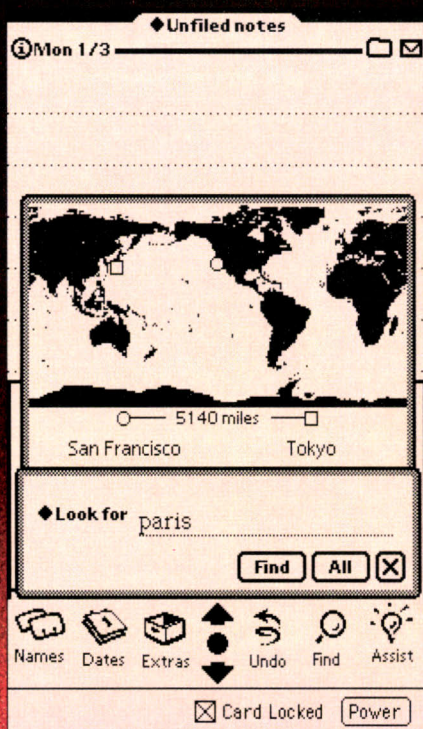 ◆Unfiled notes
Mon 1/3
5140 miles
San Francisco Tokyo
◆Look for paris
Find All
Names Dates Extras Undo Find Assist
Card Locked Power